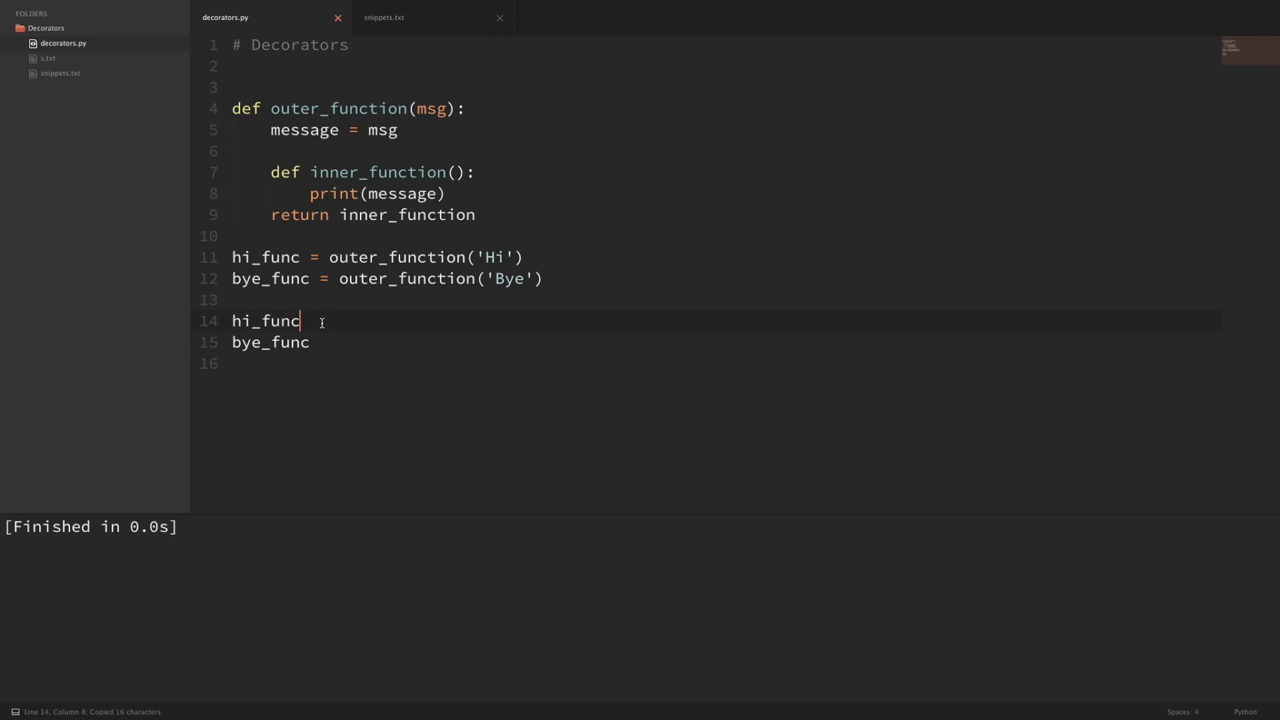 FOLDERS
Decorators
decorators.py
s.txt
snippets.txt
decorators.py
snippets.txt
1 # Decorators
2
3
4 def outer_function(msg):
5     message = msg
6
7     def inner_function():
8         print(message)
9     return inner_function
10
11 hi_func = outer_function('Hi')
12 bye_func = outer_function('Bye')
13
14 hi_func
15 bye_func
16
[Finished in 0.0s]
Line 14, Column 8; Copied 16 characters
Spaces: 4
Python